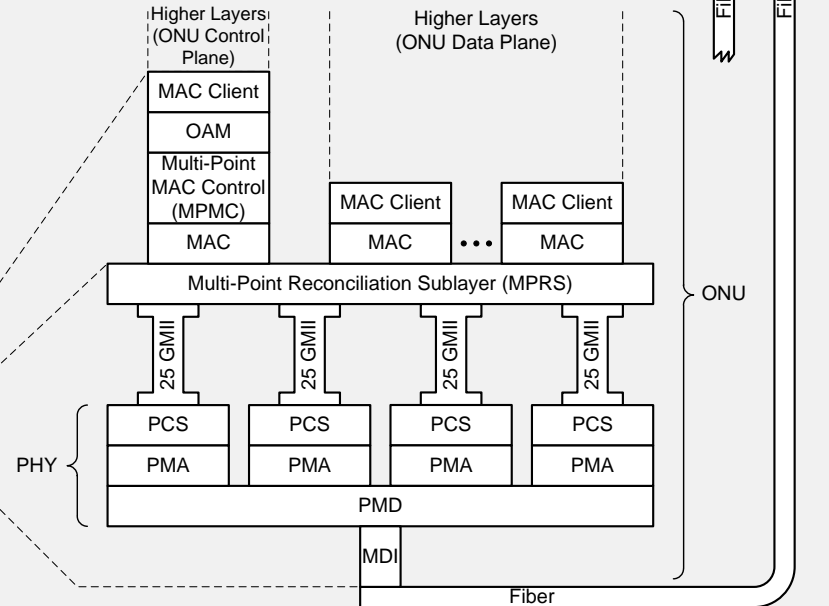 Higher Layers
(ONU Control
Plane)
Higher Layers
(ONU Data Plane)
MAC Client
OAM
Multi-Point
MAC Control
(MPMC)
MAC
MAC Client
MAC
•••
MAC Client
MAC
Multi-Point Reconciliation Sublayer (MPRS)
ONU
25 GMII
25 GMII
25 GMII
25 GMII
PHY
PCS
PCS
PCS
PCS
PMA
PMA
PMA
PMA
PMD
MDI
Fiber